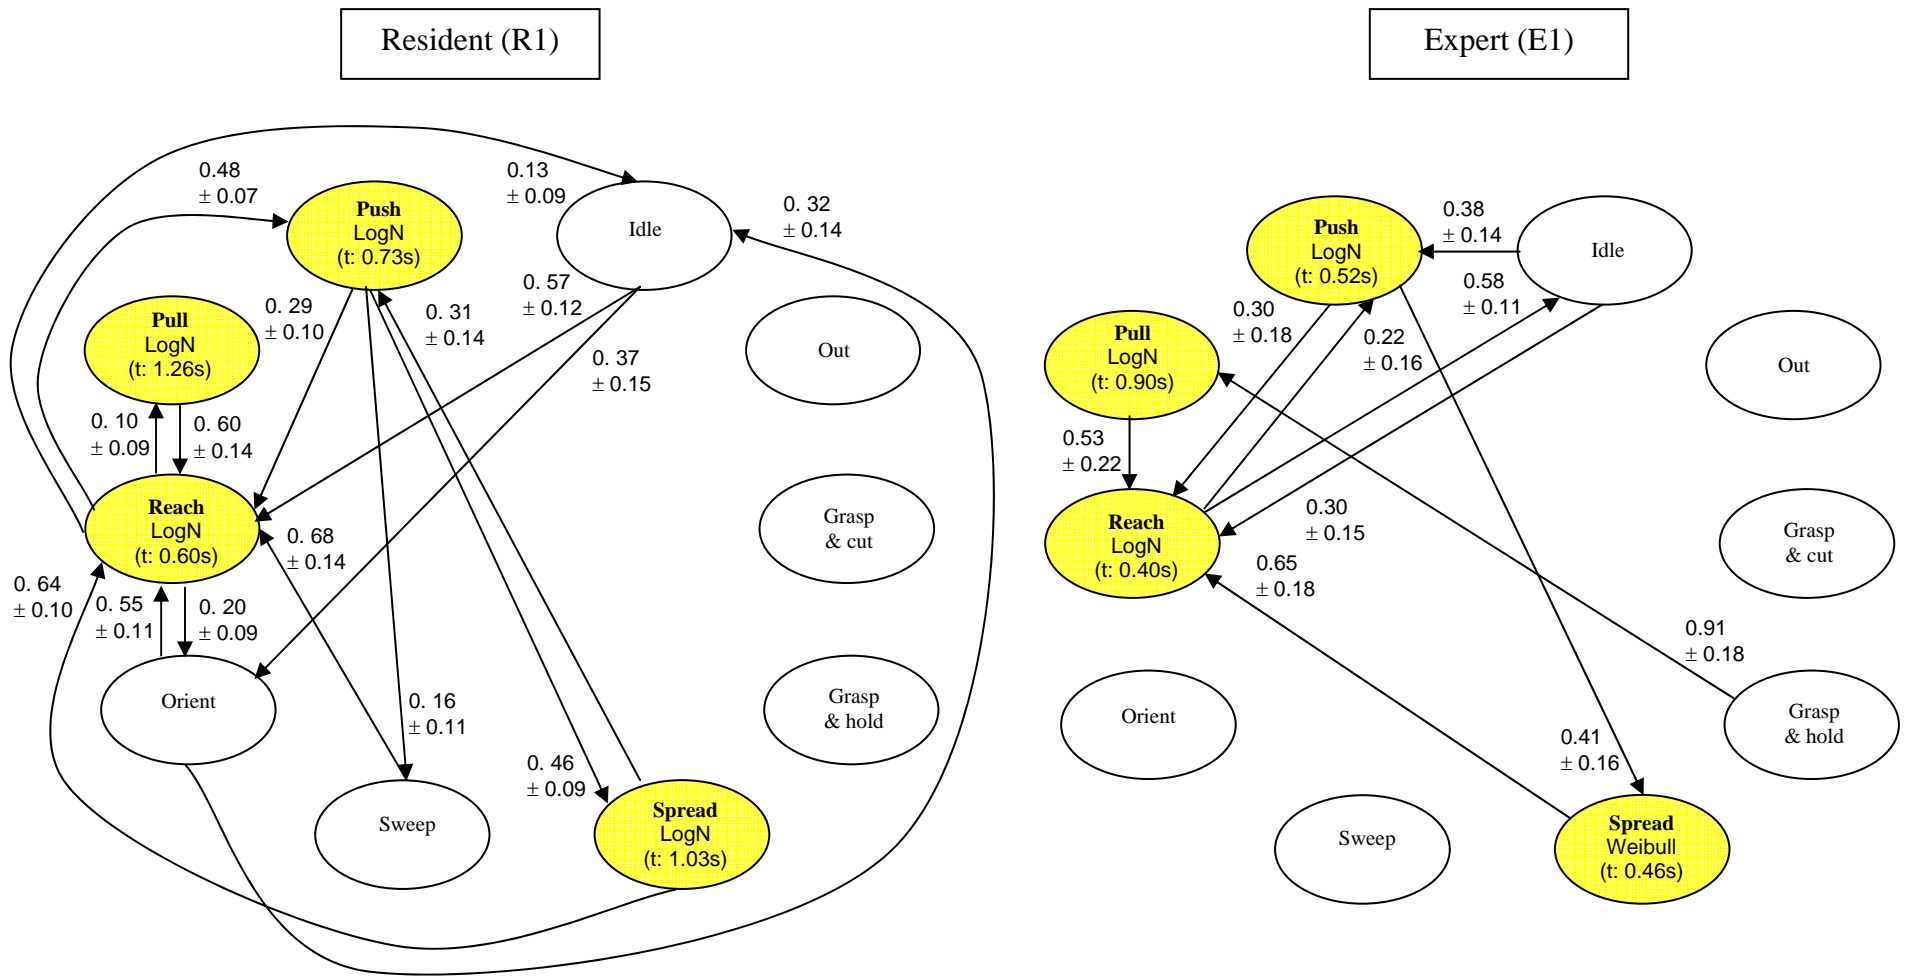 Resident (R1)
0.48
± 0.07
0.13
± 0.09
Push
LogN
(t: 0.73s)
Idle
0. 32
± 0.14
0. 29
± 0.10
0. 31
± 0.14
0. 57
± 0.12
Pull
LogN
(t: 1.26s)
0. 37
± 0.15
Out
0. 10
± 0.09
0. 60
± 0.14
Reach
LogN
(t: 0.60s)
0. 68
± 0.14
Grasp
& cut
0. 64
± 0.10
0. 55
± 0.11
0. 20
± 0.09
Orient
0. 16
± 0.11
Grasp
& hold
0. 46
± 0.09
Sweep
Spread
LogN
(t: 1.03s)
Expert (E1)
Push
LogN
(t: 0.52s)
0.38
± 0.14
Idle
0.58
± 0.11
0.30
± 0.18
0.22
± 0.16
Pull
LogN
(t: 0.90s)
Out
0.53
± 0.22
Reach
LogN
(t: 0.40s)
0.30
± 0.15
Grasp
& cut
0.65
± 0.18
0.91
± 0.18
Orient
Grasp
& hold
0.41
± 0.16
Sweep
Spread
Weibull
(t: 0.46s)